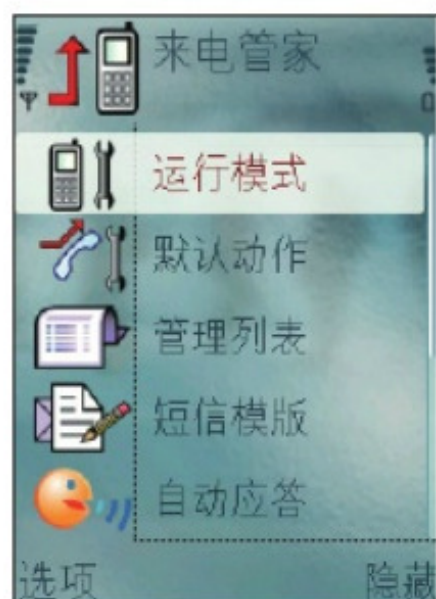 来电管家
运行模式
默认动作
管理列表
短信模版
自动应答
选项 隐藏